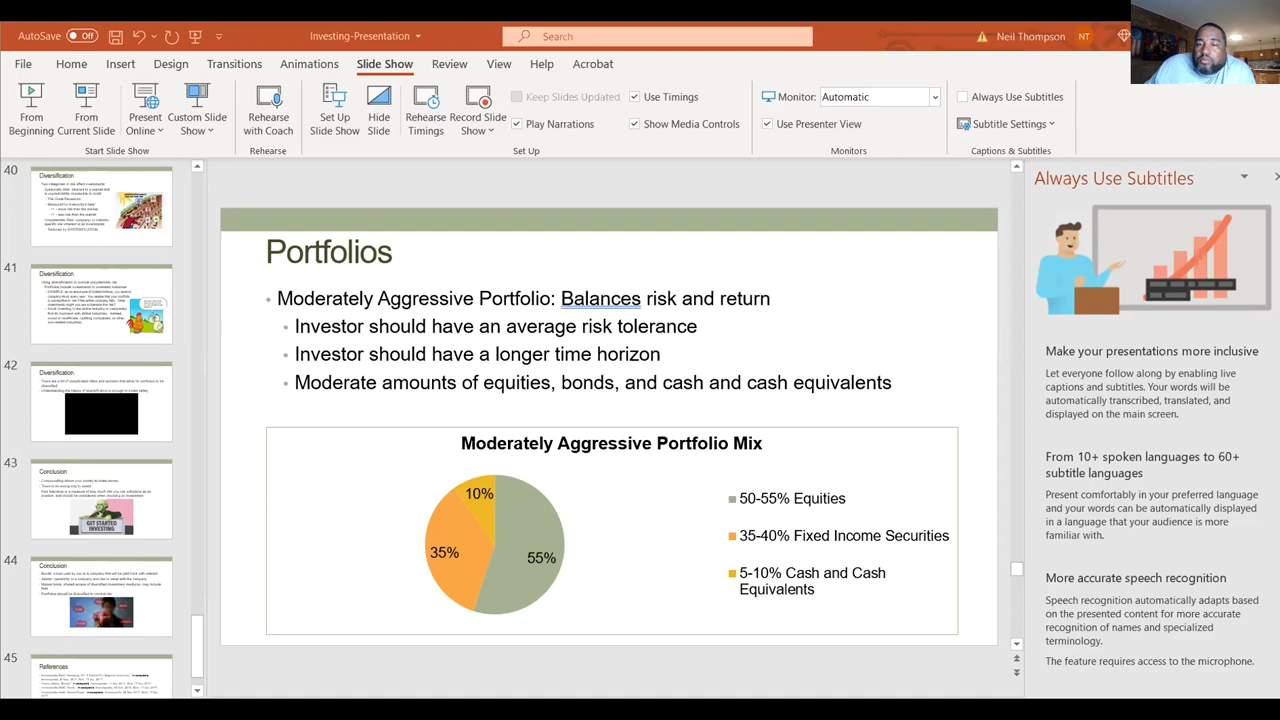 AutoSave Off
Investing-Presentation
Search
Neil Thompson NT
File Home Insert Design Transitions Animations Slide Show Review View Help Acrobat
From Beginning
From Current Slide
Present Online
Custom Slide Show
Start Slide Show
Rehearse with Coach
Rehearse
Set Up Slide Show
Hide Slide
Rehearse Timings
Record Slide Show
Keep Slides Updated
Use Timings
Play Narrations
Show Media Controls
Set Up
Monitor: Automatic
Use Presenter View
Monitors
Always Use Subtitles
Subtitle Settings
Captions & Subtitles
40
Diversification
41
Diversification
42
Diversification
43
Conclusion
GET STARTED
INVESTING
44
Conclusion
45
References
Portfolios
Moderately Aggressive Portfolio: Balances risk and return
Investor should have an average risk tolerance
Investor should have a longer time horizon
Moderate amounts of equities, bonds, and cash and cash equivalents
Moderately Aggressive Portfolio Mix
10%
35%
55%
50-55% Equities
35-40% Fixed Income Securities
5-10% Cash and Cash
Equivalents
Always Use Subtitles
Make your presentations more inclusive
Let everyone follow along by enabling live
captions and subtitles. Your words will be
automatically transcribed, translated, and
displayed on the main screen.
From 10+ spoken languages to 60+
subtitle languages
Present comfortably in your preferred language
and your words can be automatically displayed
in a language that your audience is more
familiar with.
More accurate speech recognition
Speech recognition automatically adapts based
on the presented content for more accurate
recognition of names and specialized
terminology.
The feature requires access to the microphone.